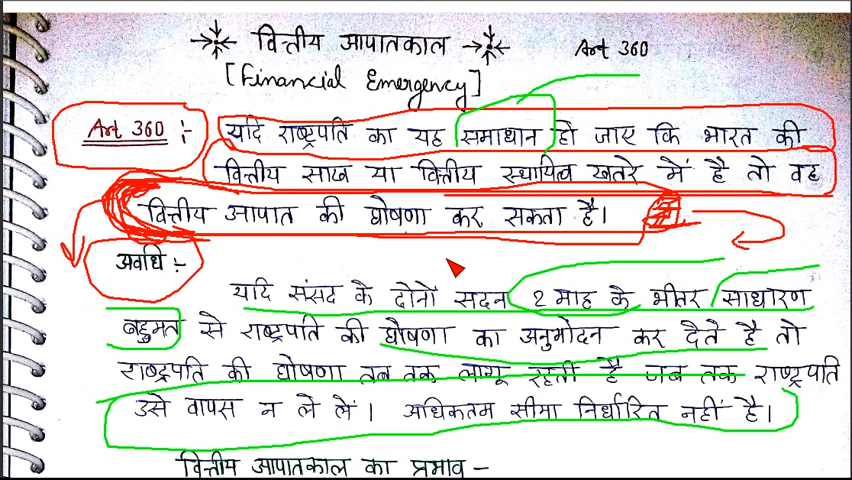 वित्तीय आपातकाल Art 360
[Financial Emergency]
Art 360 :- यदि राष्ट्रपति का यह समाधान हो जाए कि भारत की
वित्तीय साख या वित्तीय स्थायित्व खतरे में है तो वह
वित्तीय आपात की घोषणा कर सकता है।
अवधि :-
यदि संसद के दोनों सदन 2 माह के भीतर साधारण
बहुमत से राष्ट्रपति की घोषणा का अनुमोदन कर देते है तो
राष्ट्रपति की घोषणा तब तक लागू रहती है जब तक राष्ट्रपति
उसे वापस न ले लें। अधिकतम सीमा निर्धारित नहीं है।
वित्तीय आपातकाल का प्रभाव -